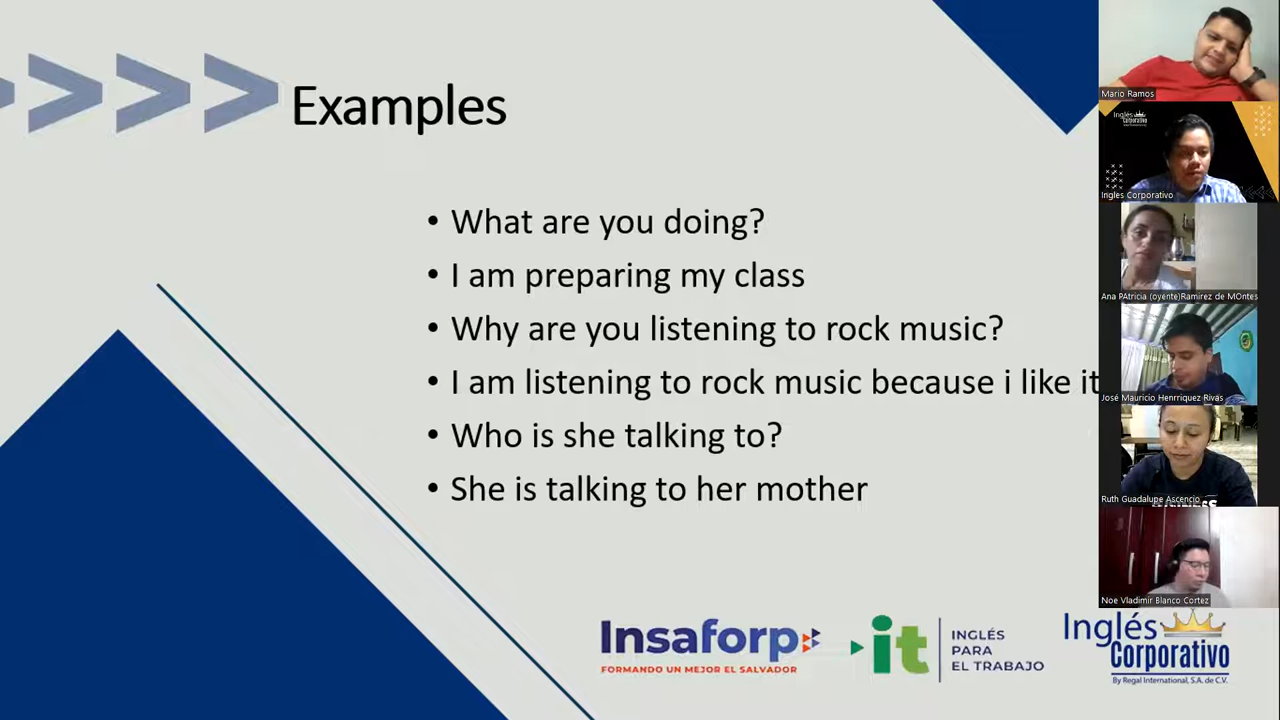 Examples
• What are you doing?
• I am preparing my class
• Why are you listening to rock music?
• I am listening to rock music because i like it
• Who is she talking to?
• She is talking to her mother
Insaforp
FORMANDO UN MEJOR EL SALVADOR
it
INGLÉS
PARA
EL TRABAJO
Inglés
Corporativo
By Regal International, S.A. de C.V.
Mario Ramos
Inglés
Corporativo
Ingles Corporativo
Ana PAtricia (oyente)Ramirez de MOntes
José Mauricio Henrriquez Rivas
Ruth Guadalupe Ascencio
Noe Vladimir Blanco Cortez